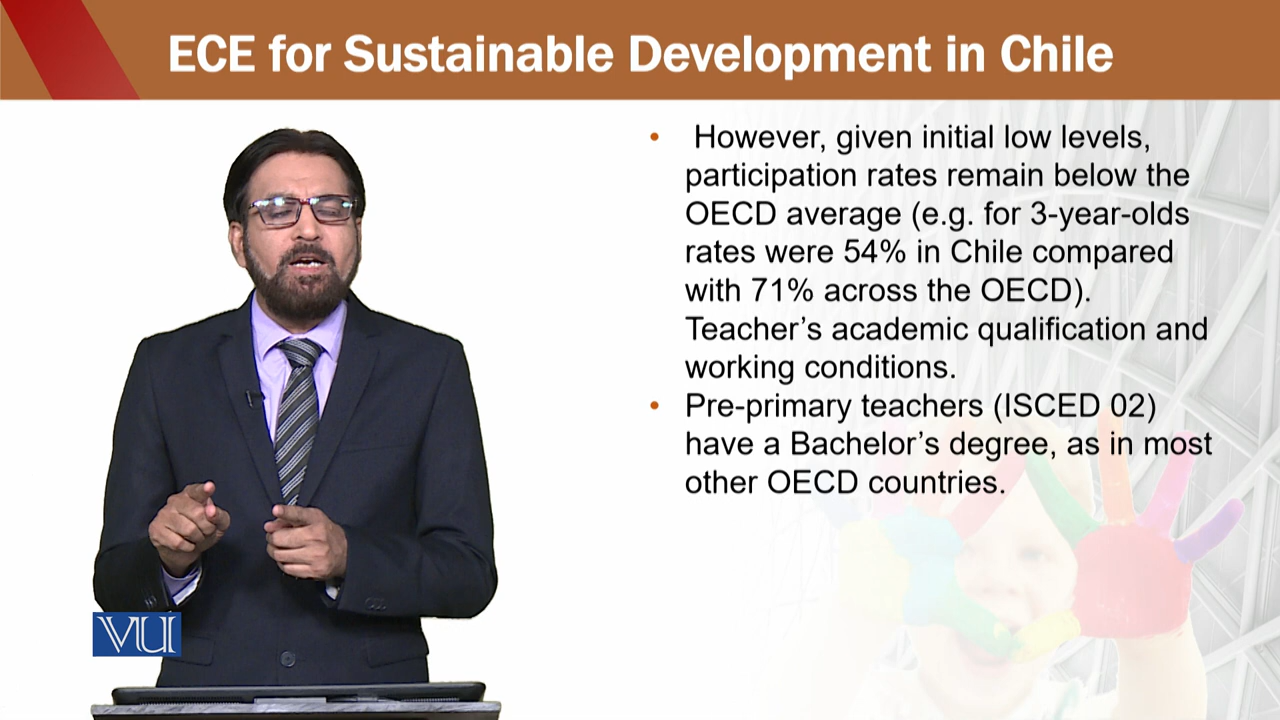 ECE for Sustainable Development in Chile
• However, given initial low levels,
participation rates remain below the
OECD average (e.g. for 3-year-olds
rates were 54% in Chile compared
with 71% across the OECD).
Teacher’s academic qualification and
working conditions.
• Pre-primary teachers (ISCED 02)
have a Bachelor’s degree, as in most
other OECD countries.
VU